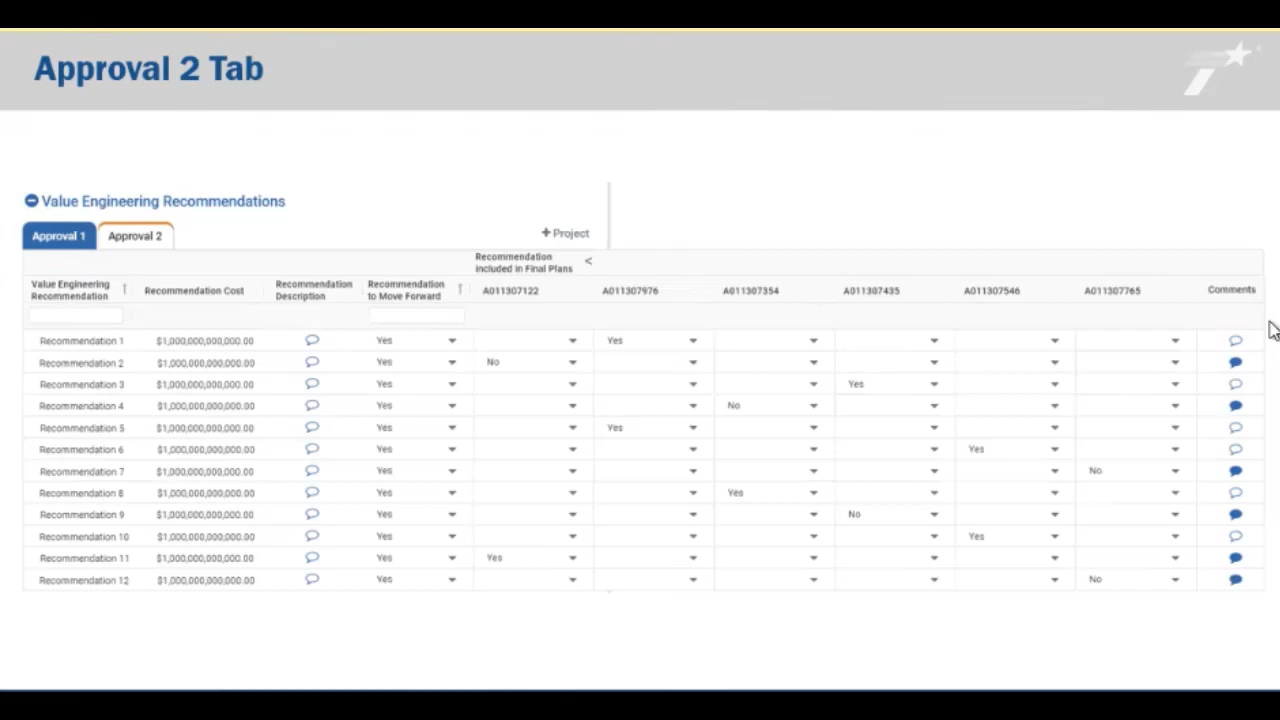 Approval 2 Tab
Value Engineering Recommendations
Approval 1 Approval 2 + Project
Recommendation
Included in Final Plans <
Value Engineering
Recommendation Recommendation Cost Recommendation
Description Recommendation
to Move Forward A011307122 A011307976 A011307354 A011307435 A011307546 A011307765 Comments
Recommendation 1 $1,000,000,000,000.00 Yes Yes
Recommendation 2 $1,000,000,000,000.00 Yes No
Recommendation 3 $1,000,000,000,000.00 Yes Yes
Recommendation 4 $1,000,000,000,000.00 Yes No
Recommendation 5 $1,000,000,000,000.00 Yes Yes
Recommendation 6 $1,000,000,000,000.00 Yes Yes
Recommendation 7 $1,000,000,000,000.00 Yes No
Recommendation 8 $1,000,000,000,000.00 Yes Yes
Recommendation 9 $1,000,000,000,000.00 Yes No
Recommendation 10 $1,000,000,000,000.00 Yes Yes
Recommendation 11 $1,000,000,000,000.00 Yes Yes
Recommendation 12 $1,000,000,000,000.00 Yes No